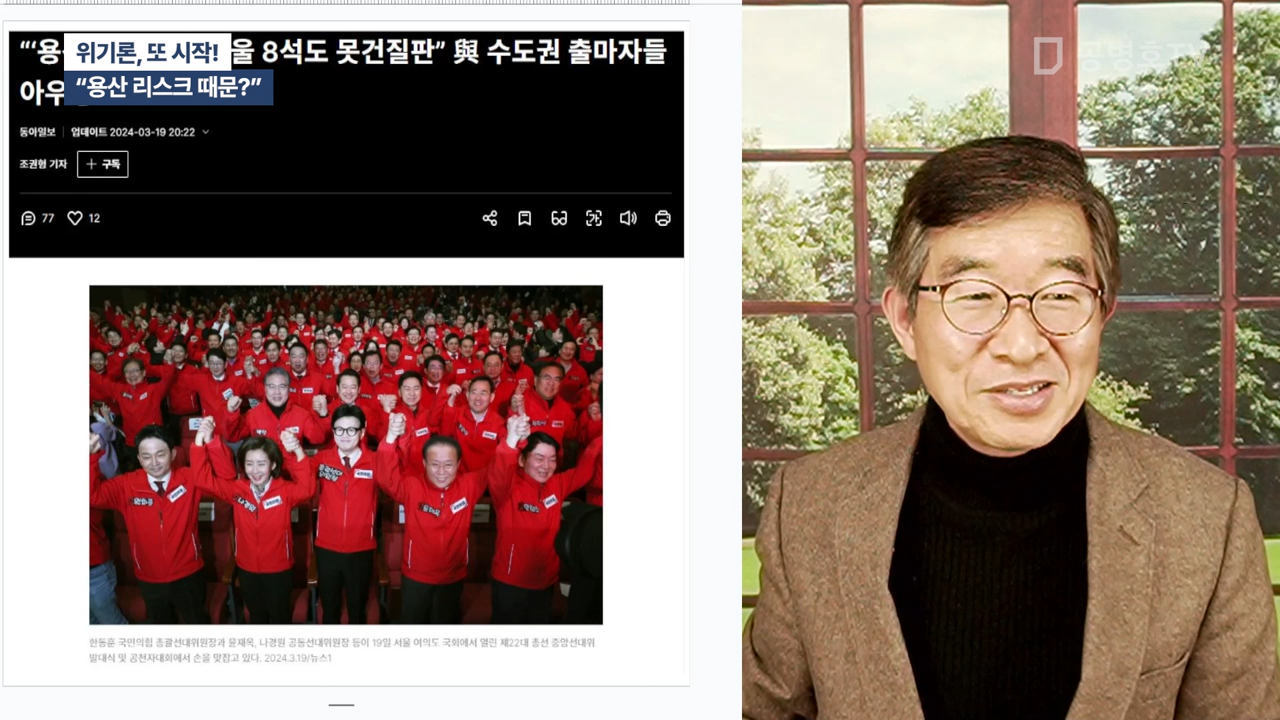 위기론, 또 시작!
“용산 리스크 때문?”
“‘용 울 8석도 못건질판” 與 수도권 출마자들
아우
동아일보 업데이트 2024-03-19 20:22
조권형 기자 + 구독
77 12
공병호TV
한동훈 국민의힘 총괄선대위원장과 윤재옥, 나경원 공동선대위원장 등이 19일 서울 여의도 국회에서 열린 제22대 총선 중앙선대위
발대식 및 공천자대회에서 손을 맞잡고 있다. 2024.3.19/뉴스1